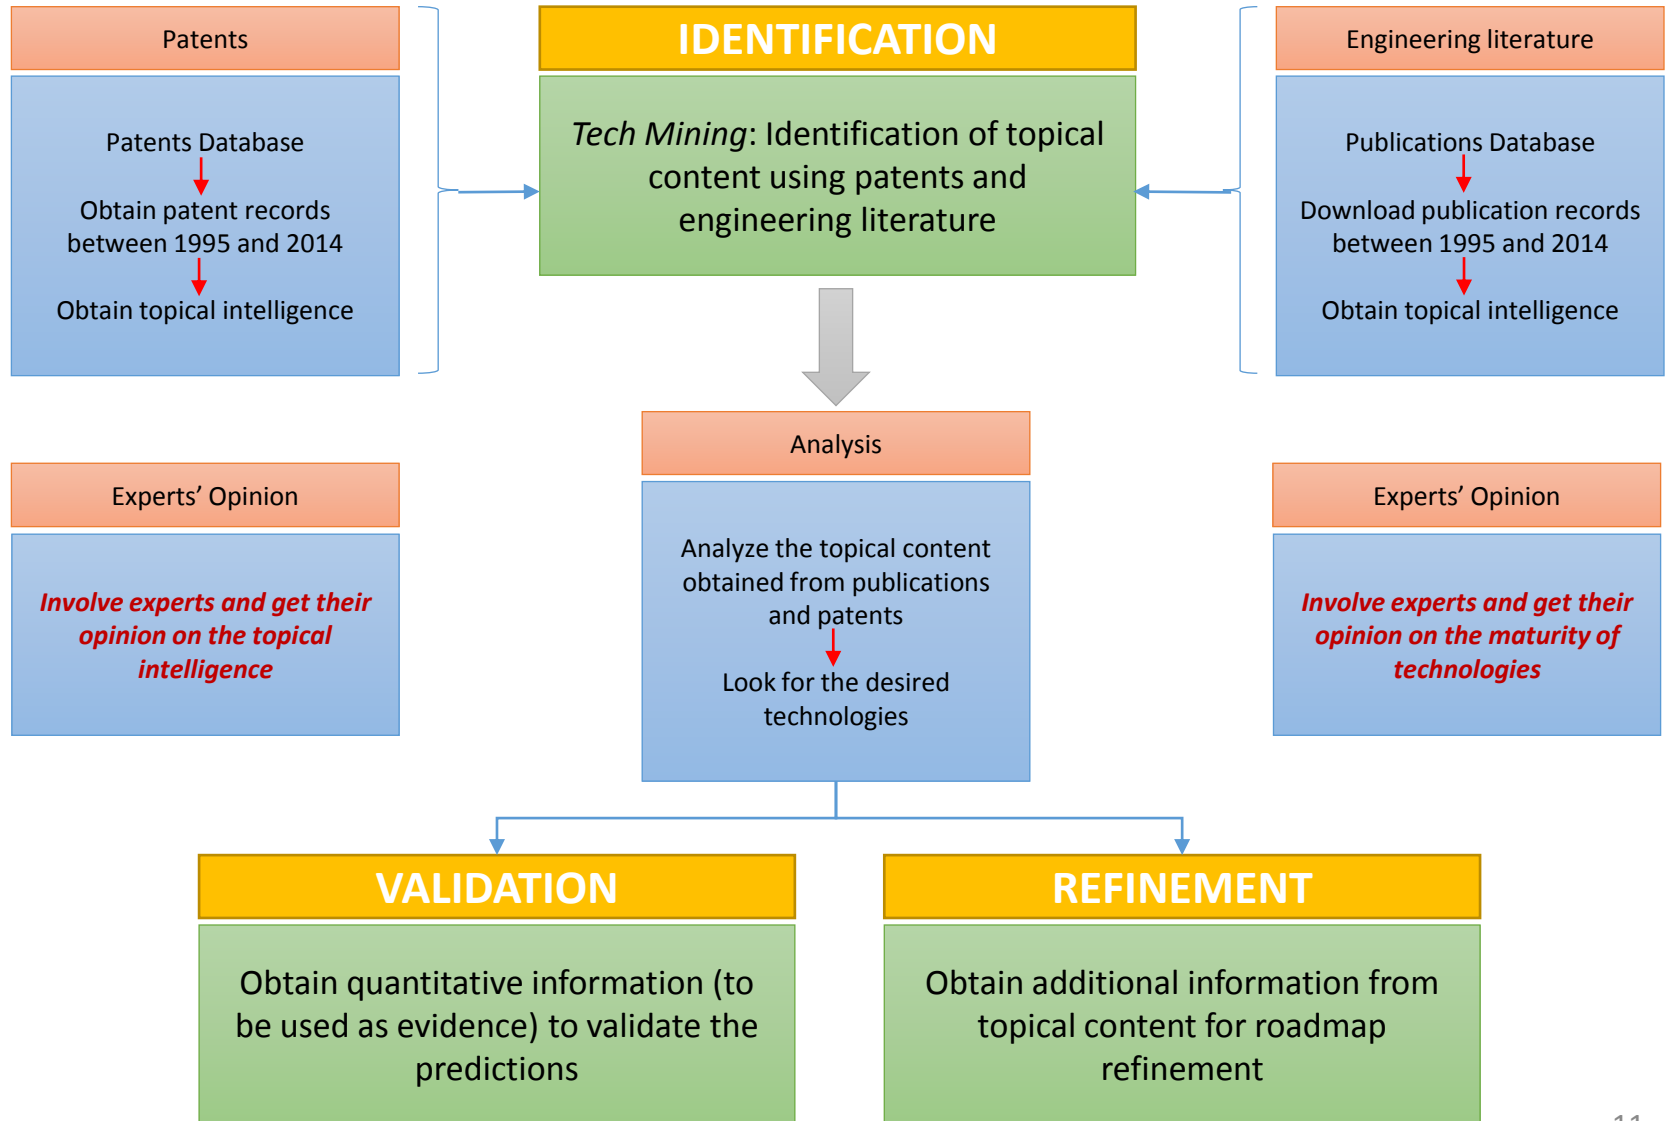 Patents
Patents Database
Obtain patent records
between 1995 and 2014
Obtain topical intelligence
IDENTIFICATION
Tech Mining: Identification of topical
content using patents and
engineering literature
Engineering literature
Publications Database
Download publication records
between 1995 and 2014
Obtain topical intelligence
Experts’ Opinion
Involve experts and get their
opinion on the topical
intelligence
Analysis
Analyze the topical content
obtained from publications
and patents
Look for the desired
technologies
Experts’ Opinion
Involve experts and get their
opinion on the maturity of
technologies
VALIDATION
Obtain quantitative information (to
be used as evidence) to validate the
predictions
REFINEMENT
Obtain additional information from
topical content for roadmap
refinement
11